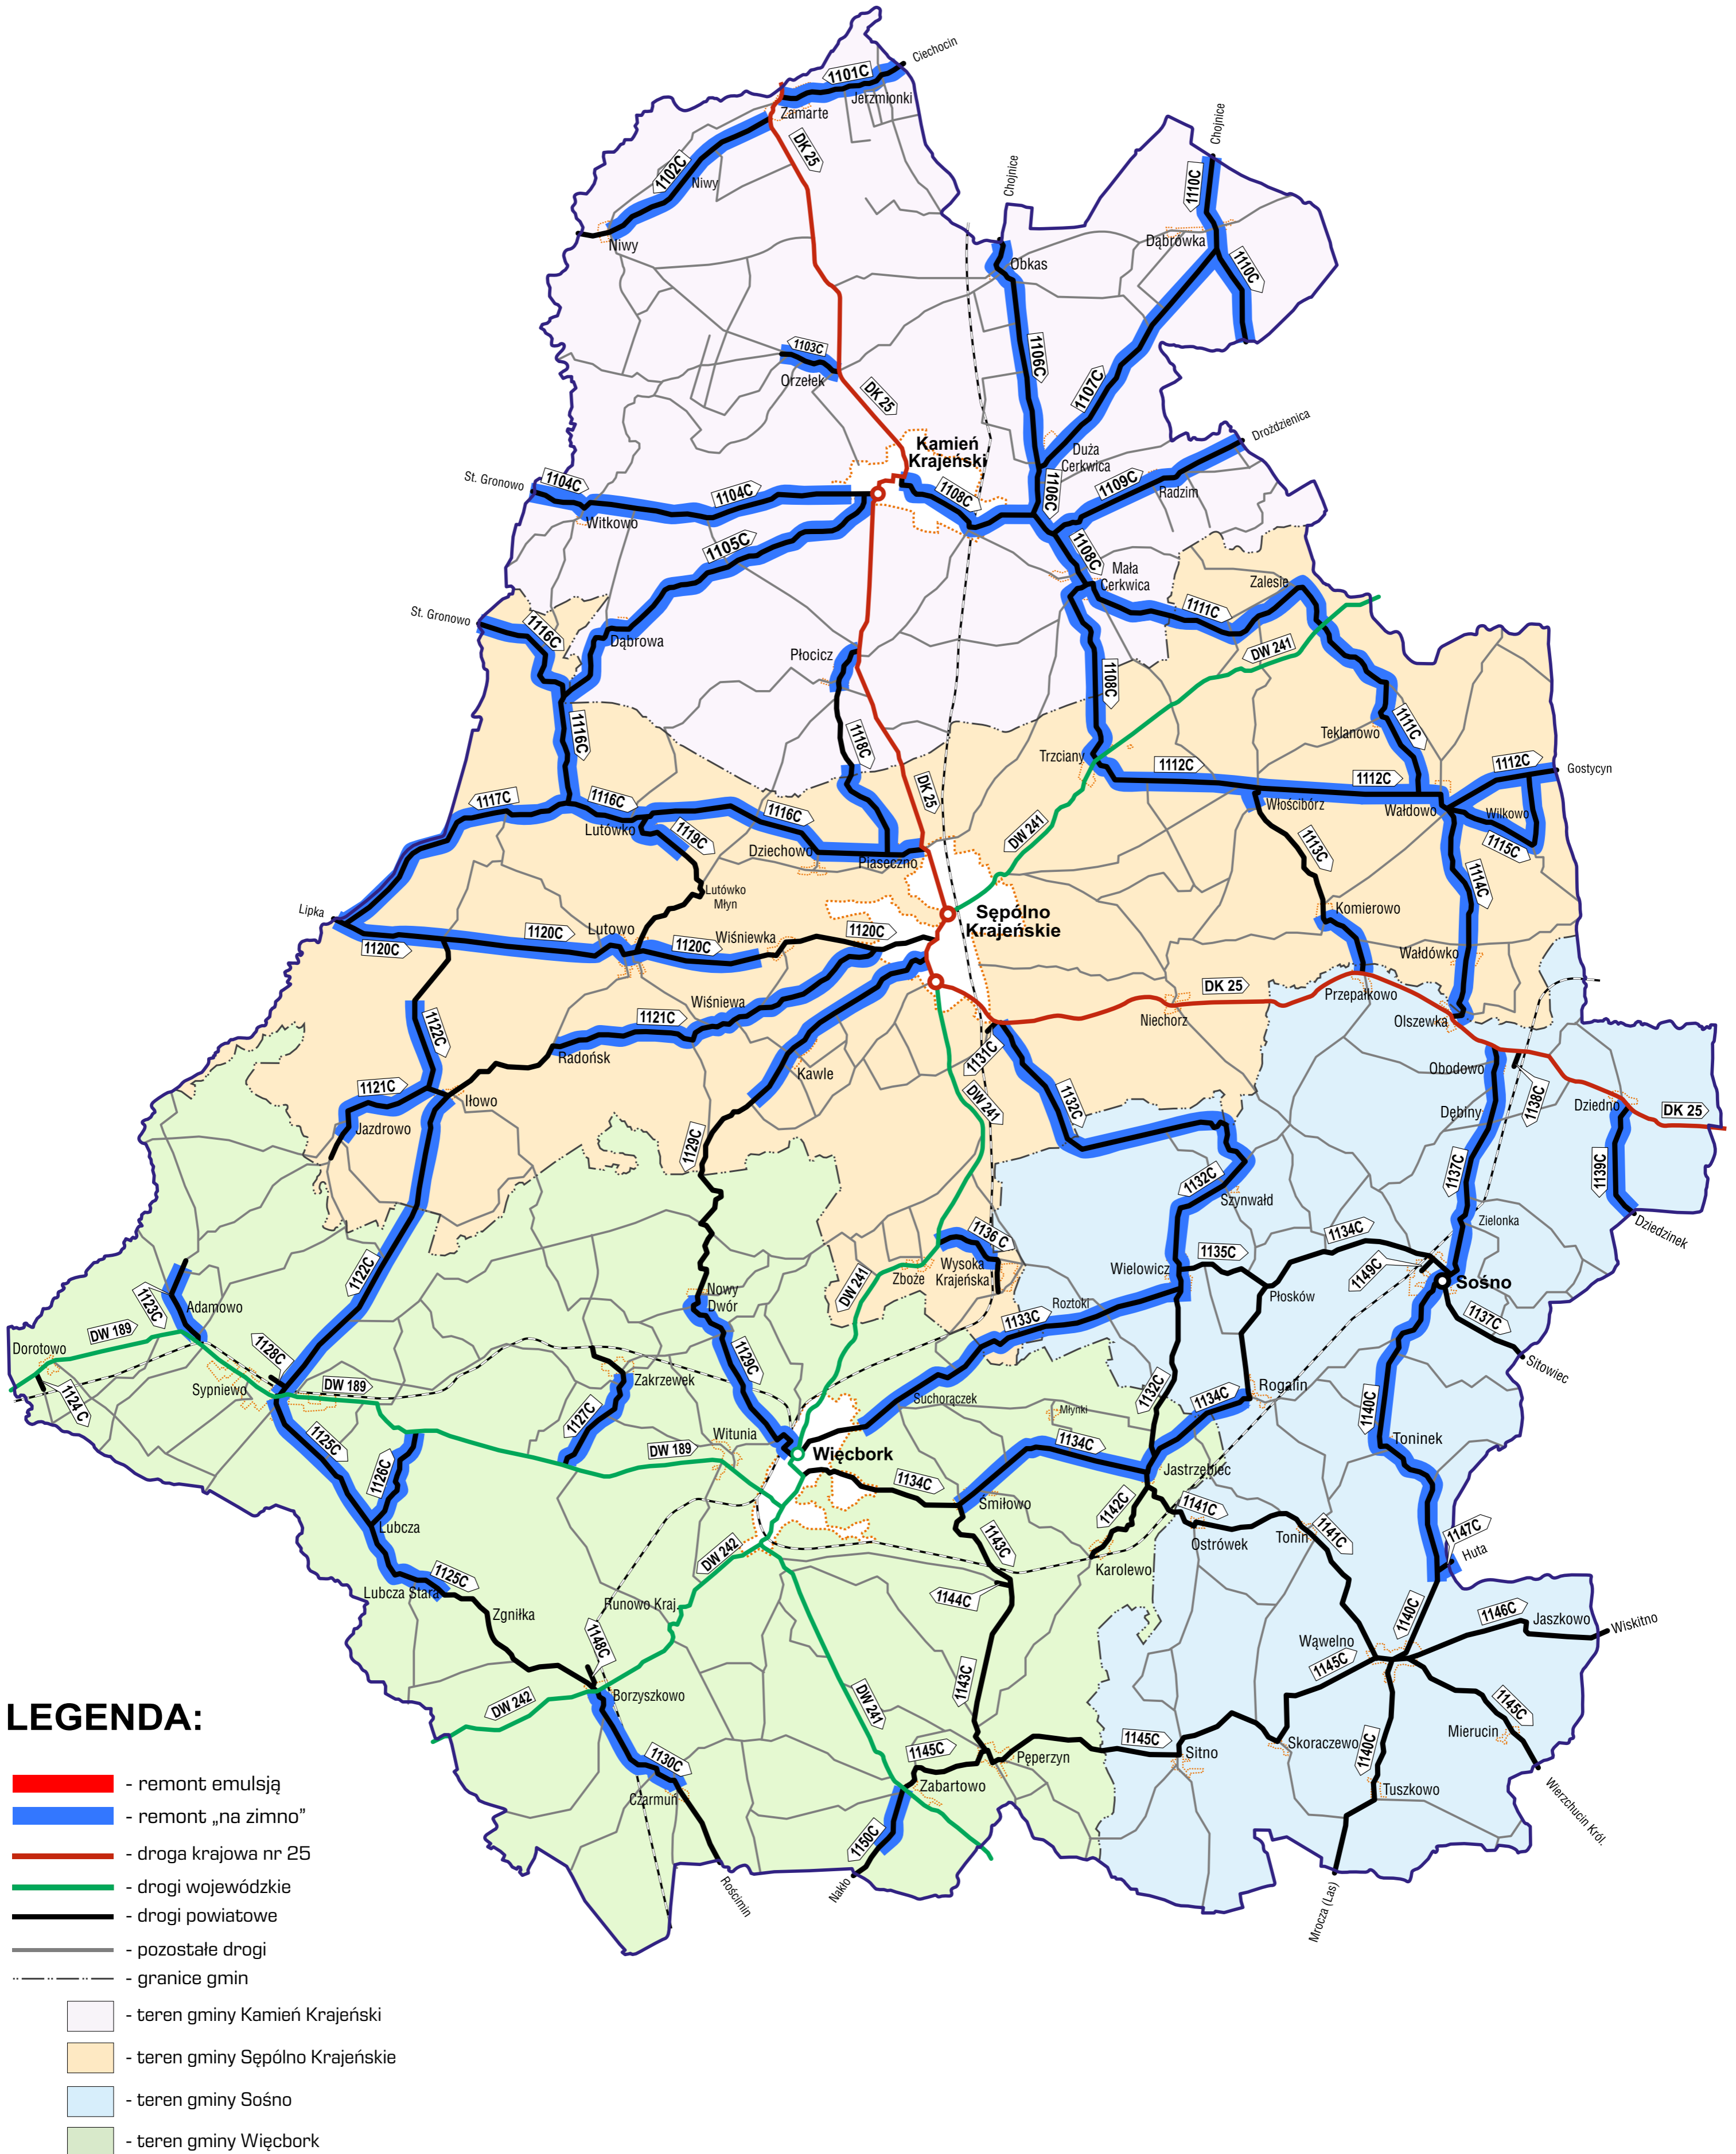 Ciechocin
1101C
Jerzmionki
Zamarte
DK 25
1102C
Niwy
Niwy
Chojnice
Chojnice
1110C
Dąbrówka
1110C
Obkas
1106C
1107C
1103C
Orzełek
DK 25
Kamień
Krajeński
Duża
Cerkwica
Drożdzienica
1109C
Radzim
St. Gronowo
1104C
1104C
Witkowo
1108C
1106C
1105C
1108C
Mała
Cerkwica
Zalesie
1111C
St. Gronowo
1116C
Dąbrowa
Płocicz
DW 241
1108C
1116C
1118C
Teklanowo
1111C
Trzciany
1112C
1112C
1112C
Gostycyn
DK 25
1117C
1116C
1116C
Włościbórz
Wałdowo
Wilkowo
Lutówko
1119C
Dziechowo
Piaseczno
DW 241
1113C
1115C
1114C
Lutówko
Młyn
Lipka
Sępólno
Krajeńskie
Komierowo
1120C
1120C
Lutowo
1120C
Wiśniewka
1120C
Wałdówko
DK 25
Przepałkowo
Wiśniewa
1121C
Niechorz
Olszewka
1122C
Radońsk
1131C
Obodowo
1138C
Kawle
1121C
Iłowo
DW 241
1132C
Dębiny
Dziedno
DK 25
Jazdrowo
1129C
1137C
1139C
1132C
Szynwałd
Zielonka
Dziedzinek
1136 C
1134C
Wysoka
Krajeńska
Zboże
1135C
Wielowicz
1149C
Płosków
Sośno
1122C
DW 241
Nowy
Dwór
Roztoki
1133C
1137C
1123C
Adamowo
DW 189
Dorotowo
1128C
1129C
Sitowiec
Sypniewo
DW 189
Zakrzewek
1124 C
Suchorączek
1132C
Rogalin
1134C
1140C
Młynki
1127C
1125C
DW 189
Witunia
Więcbork
1134C
Toninek
1126C
1134C
Jastrzębiec
Śmiłowo
1142C
1141C
Lubcza
Ostrówek
Tonin
1141C
1147C
Huta
DW 242
1143C
Karolewo
1125C
Lubcza Stara
1144C
Zgniłka
Runowo Kraj.
1140C
1146C
Jaszkowo
Wiskitno
1148C
Wąwelno
1145C
1143C
LEGENDA:
Borzyszkowo
DW 242
DW 241
1145C
Mierucin
Skoraczewo
1145C
Sitno
1145C
Pęperzyn
1140C
1130C
Zabartowo
Czarmuń
Tuszkowo
Wierzchucin Król.
1150C
Nakło
Rościmin
Mrocza (Las)
- remont emulsją
- remont „na zimno”
- droga krajowa nr 25
- drogi wojewódzkie
- drogi powiatowe
- pozostałe drogi
- granice gmin
- teren gminy Kamień Krajeński
- teren gminy Sępólno Krajeńskie
- teren gminy Sośno
- teren gminy Więcbork